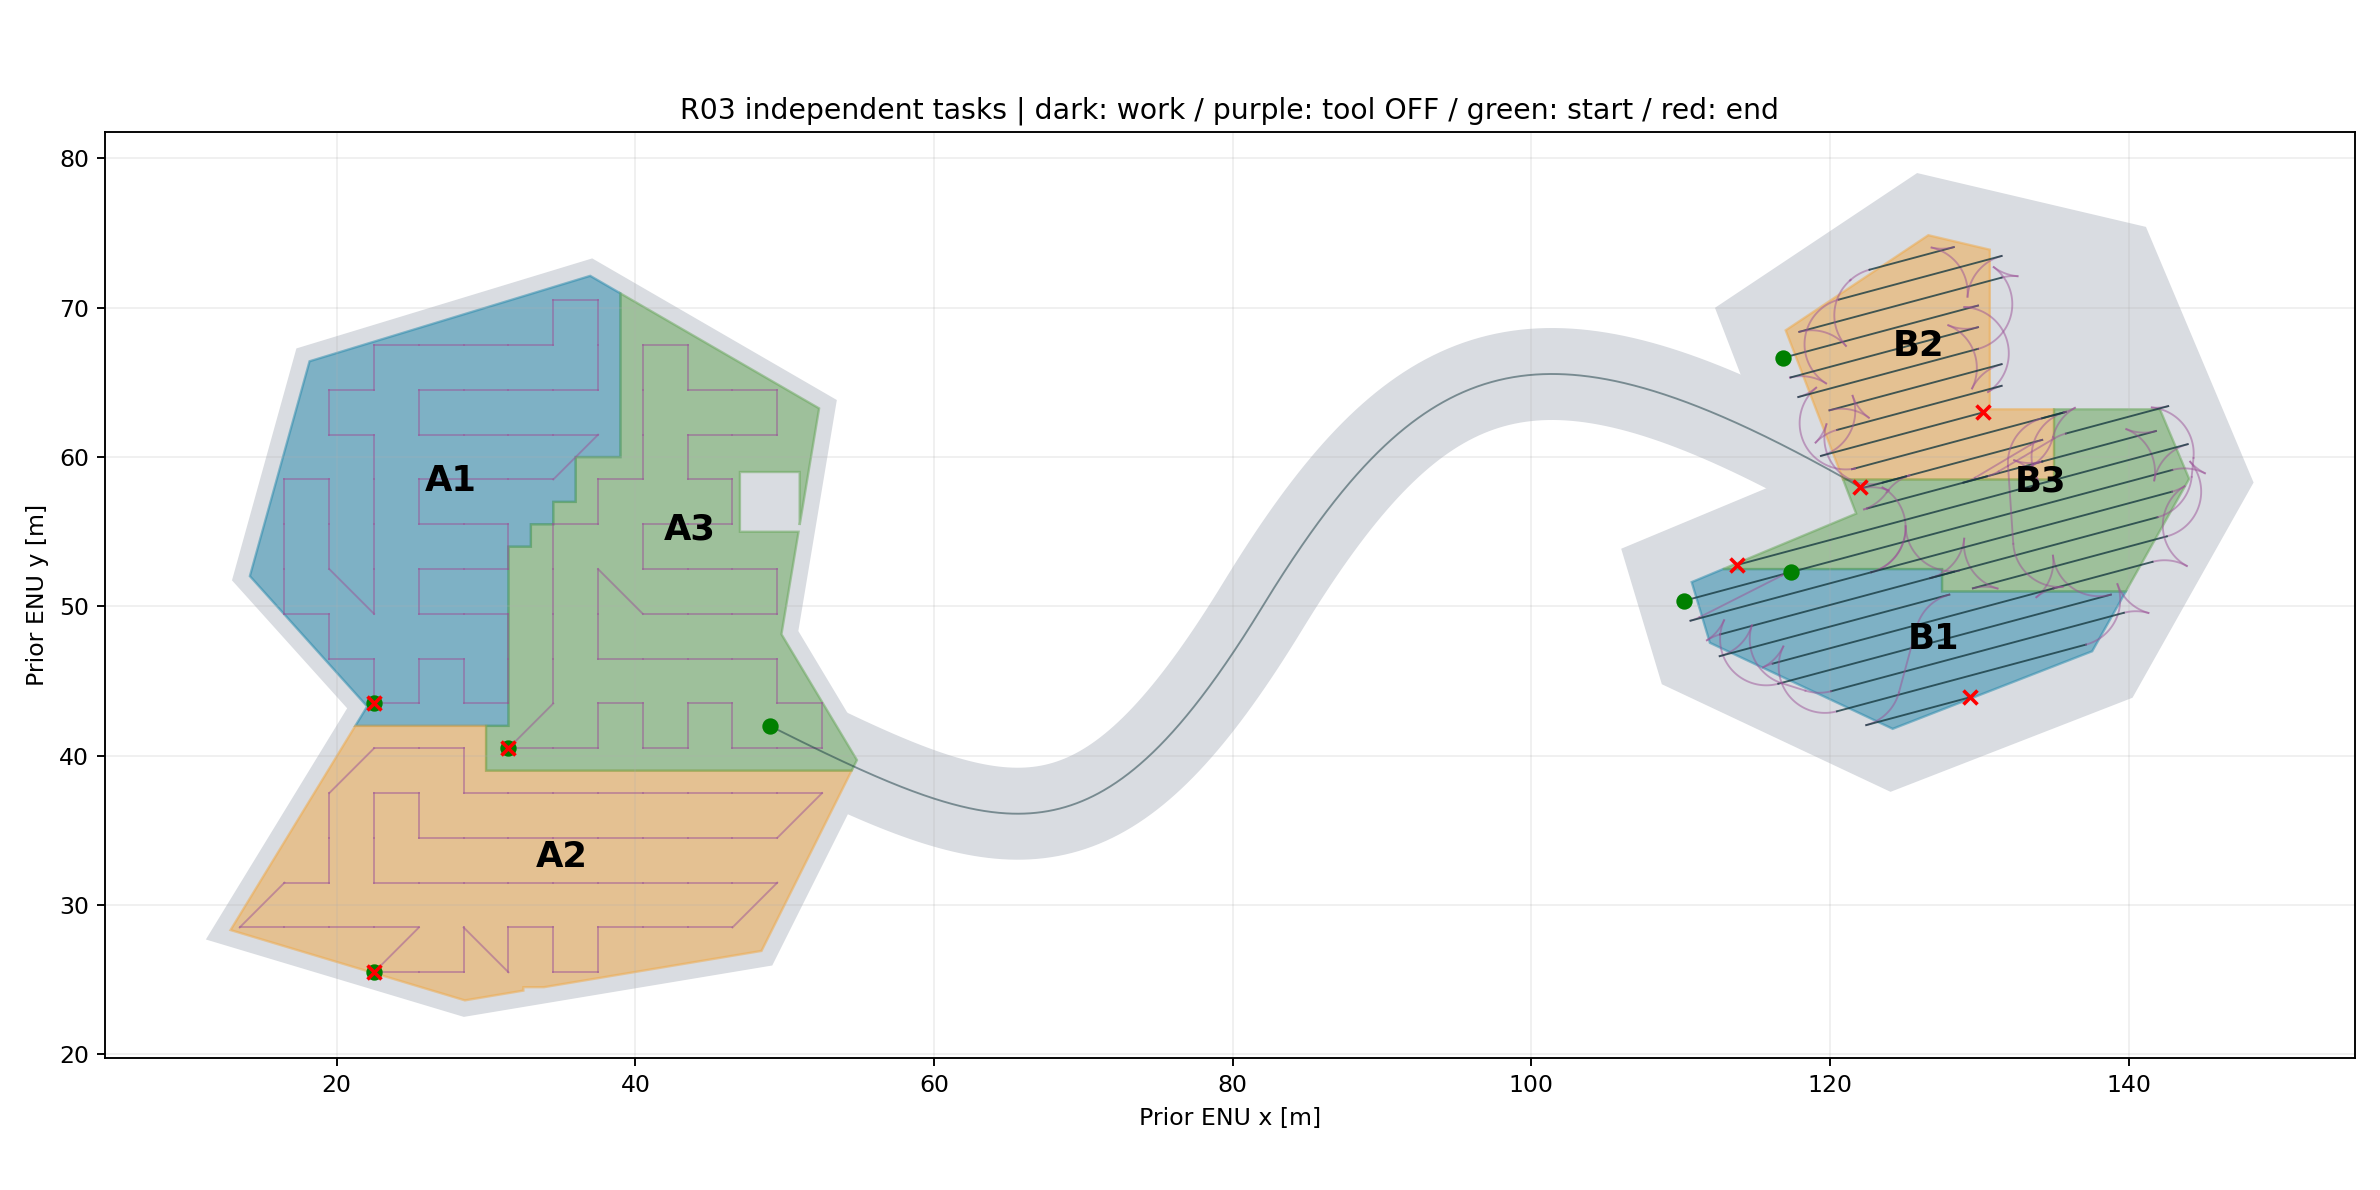 R03 independent tasks | dark: work / purple: tool OFF / green: start / red: end
80
70
60
50
40
30
20
Prior ENU y [m]
A1
A3
A2
B2
B3
B1
20 40 60 80 100 120 140
Prior ENU x [m]